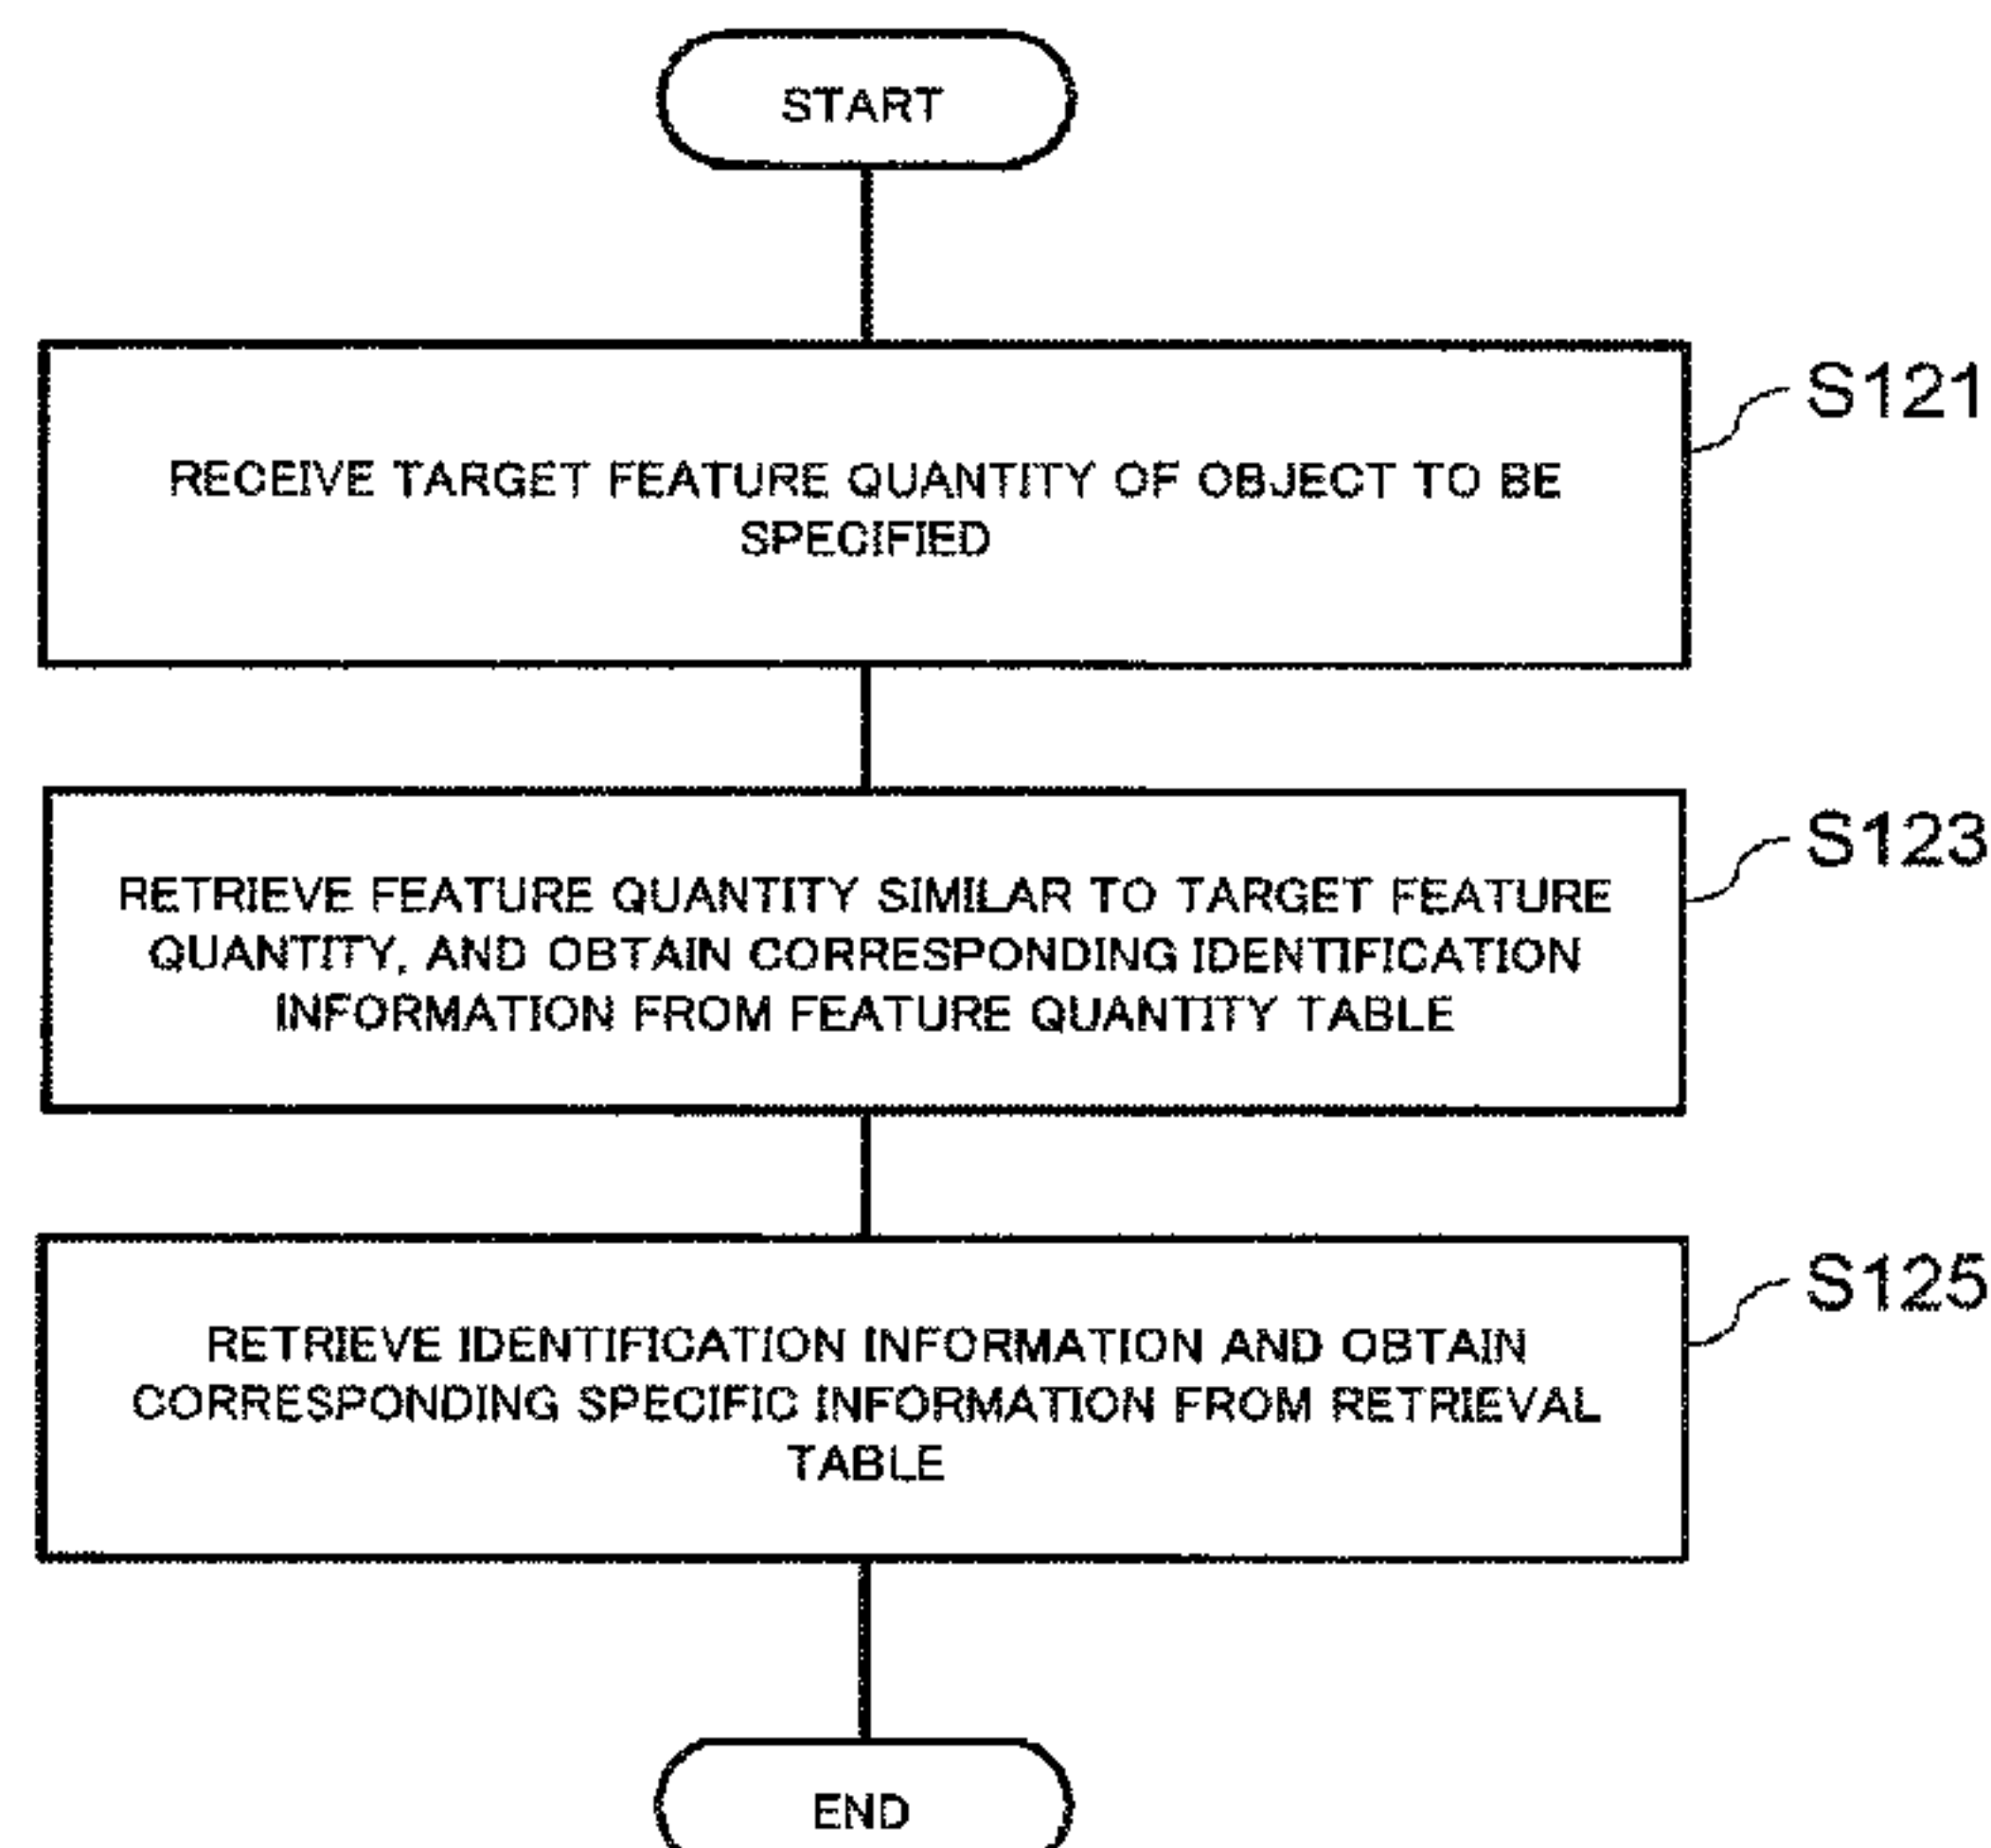 START
S121
RECEIVE TARGET FEATURE QUANTITY OF OBJECT TO BE
SPECIFIED
S123
RETRIEVE FEATURE QUANTITY SIMILAR TO TARGET FEATURE
QUANTITY, AND OBTAIN CORRESPONDING IDENTIFICATION
INFORMATION FROM FEATURE QUANTITY TABLE
S125
RETRIEVE IDENTIFICATION INFORMATION AND OBTAIN
CORRESPONDING SPECIFIC INFORMATION FROM RETRIEVAL
TABLE
END